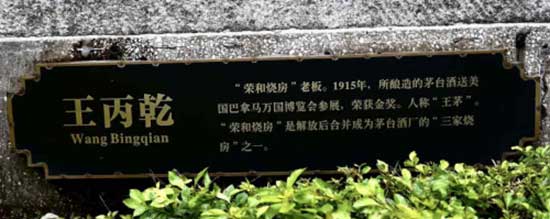 王丙乾
Wang Bingqian
“荣和烧房”老板。1915年，所酿造的茅台酒送美
国巴拿马万国博览会参展，荣获金奖。人称“王茅”。
“荣和烧房”是解放后合并成为茅台酒厂的“三家烧
房”之一。